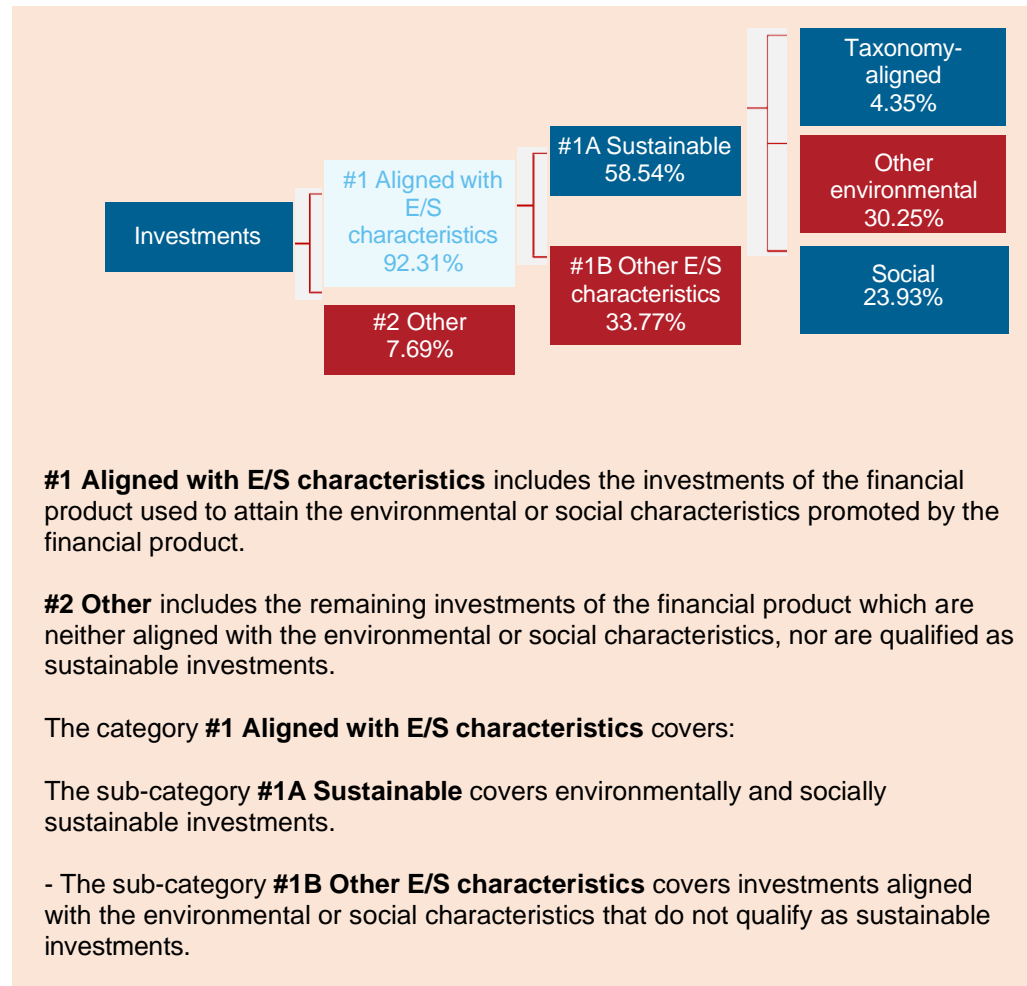 Investments
#1 Aligned with
E/S
characteristics
92.31%
#2 Other
7.69%
#1A Sustainable
58.54%
#1B Other E/S
characteristics
33.77%
Taxonomy-
aligned
4.35%
Other
environmental
30.25%
Social
23.93%
#1 Aligned with E/S characteristics includes the investments of the financial
product used to attain the environmental or social characteristics promoted by the
financial product.
#2 Other includes the remaining investments of the financial product which are
neither aligned with the environmental or social characteristics, nor are qualified as
sustainable investments.
The category #1 Aligned with E/S characteristics covers:
The sub-category #1A Sustainable covers environmentally and socially
sustainable investments.
- The sub-category #1B Other E/S characteristics covers investments aligned
with the environmental or social characteristics that do not qualify as sustainable
investments.